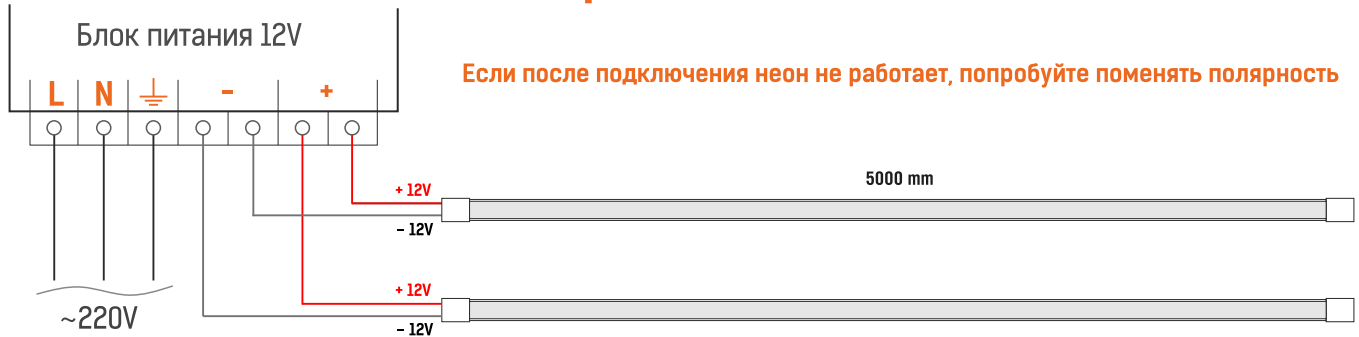 Блок питания 12V
Если после подключения неон не работает, попробуйте поменять полярность
L N - +
5000 mm
+ 12V
– 12V
+ 12V
– 12V
~220V